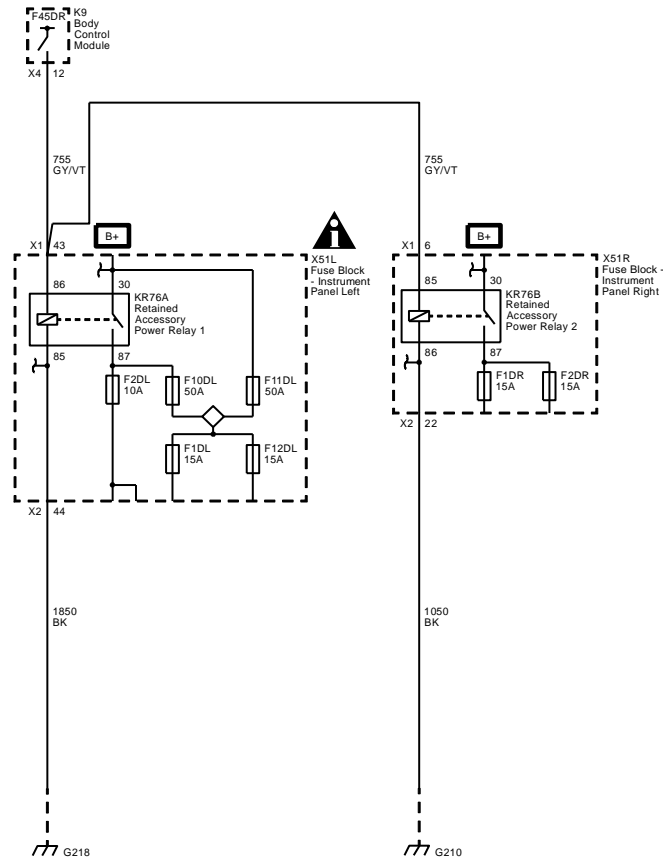 F45DR
K9
Body
Control
Module
X4 12
755
GY/VT
755
GY/VT
X1 43
B+
i
X1 6
B+
X51L
Fuse Block
- Instrument
Panel Left
X51R
Fuse Block -
Instrument
Panel Right
86
30
KR76A
Retained
Accessory
Power Relay 1
85
30
KR76B
Retained
Accessory
Power Relay 2
85
87
86
87
F2DL
10A
F10DL
50A
F11DL
50A
F1DR
15A
F2DR
15A
X2 22
F1DL
15A
F12DL
15A
X2 44
1850
BK
1050
BK
G218
G210